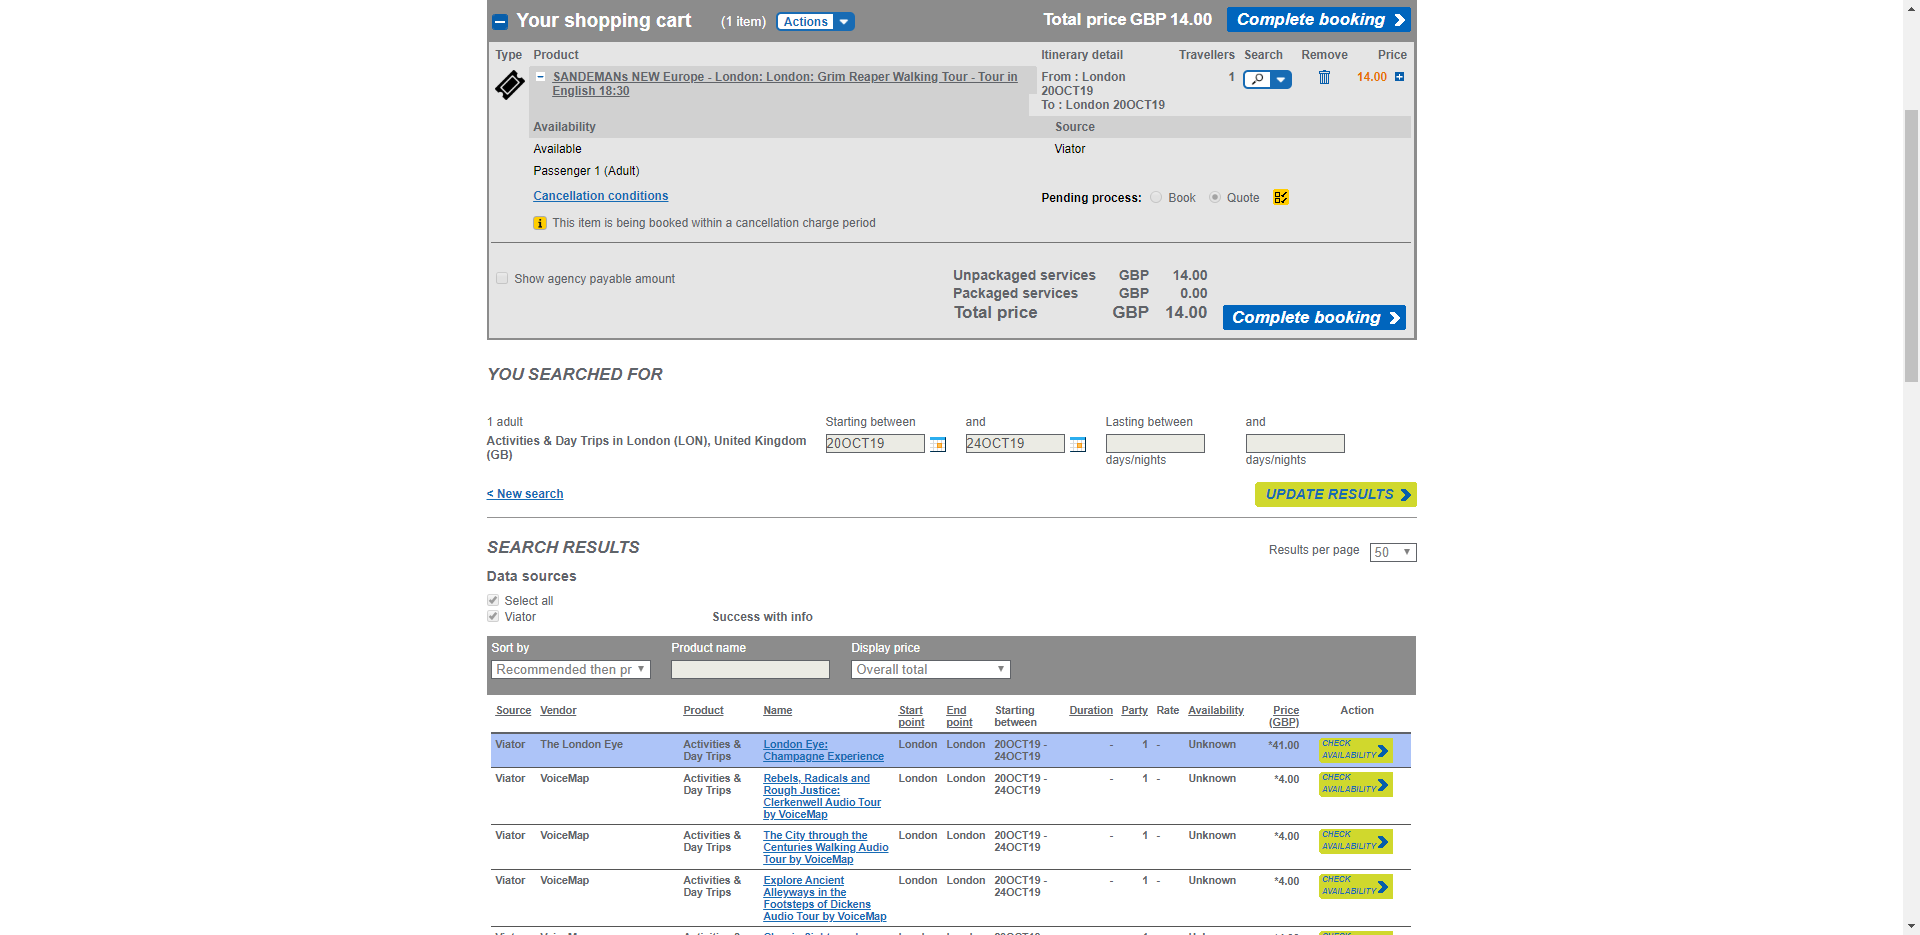 Your shopping cart (1 item) Actions Total price GBP 14.00 Complete booking
Type Product Itinerary detail Travellers Search Remove Price
SANDEMANs NEW Europe - London: London: Grim Reaper Walking Tour - Tour in
English 18:30
From : London
20OCT19
To : London 20OCT19
1
14.00
Availability Source
Available Viator
Passenger 1 (Adult)
Cancellation conditions Pending process: Book Quote
This item is being booked within a cancellation charge period
Show agency payable amount
Unpackaged services GBP 14.00
Packaged services GBP 0.00
Total price GBP 14.00
Complete booking
YOU SEARCHED FOR
1 adult Starting between and Lasting between and
Activities & Day Trips in London (LON), United Kingdom
(GB)
20OCT19 24OCT19
days/nights days/nights
< New search UPDATE RESULTS
SEARCH RESULTS
Results per page 50
Data sources
Select all
Viator Success with info
Sort by Product name Display price
Recommended then pr Overall total
Source Vendor Product Name Start
point End
point Starting
between Duration Party Rate Availability Price
(GBP) Action
Viator The London Eye Activities &
Day Trips London Eye:
Champagne Experience London London 20OCT19 -
24OCT19 - 1 - Unknown *41.00 CHECK
AVAILABILITY
Viator VoiceMap Activities &
Day Trips Rebels, Radicals and
Rough Justice:
Clerkenwell Audio Tour
by VoiceMap London London 20OCT19 -
24OCT19 - 1 - Unknown *4.00 CHECK
AVAILABILITY
Viator VoiceMap Activities &
Day Trips The City through the
Centuries Walking Audio
Tour by VoiceMap London London 20OCT19 -
24OCT19 - 1 - Unknown *4.00 CHECK
AVAILABILITY
Viator VoiceMap Activities &
Day Trips Explore Ancient
Alleyways in the
Footsteps of Dickens
Audio Tour by VoiceMap London London 20OCT19 -
24OCT19 - 1 - Unknown *4.00 CHECK
AVAILABILITY